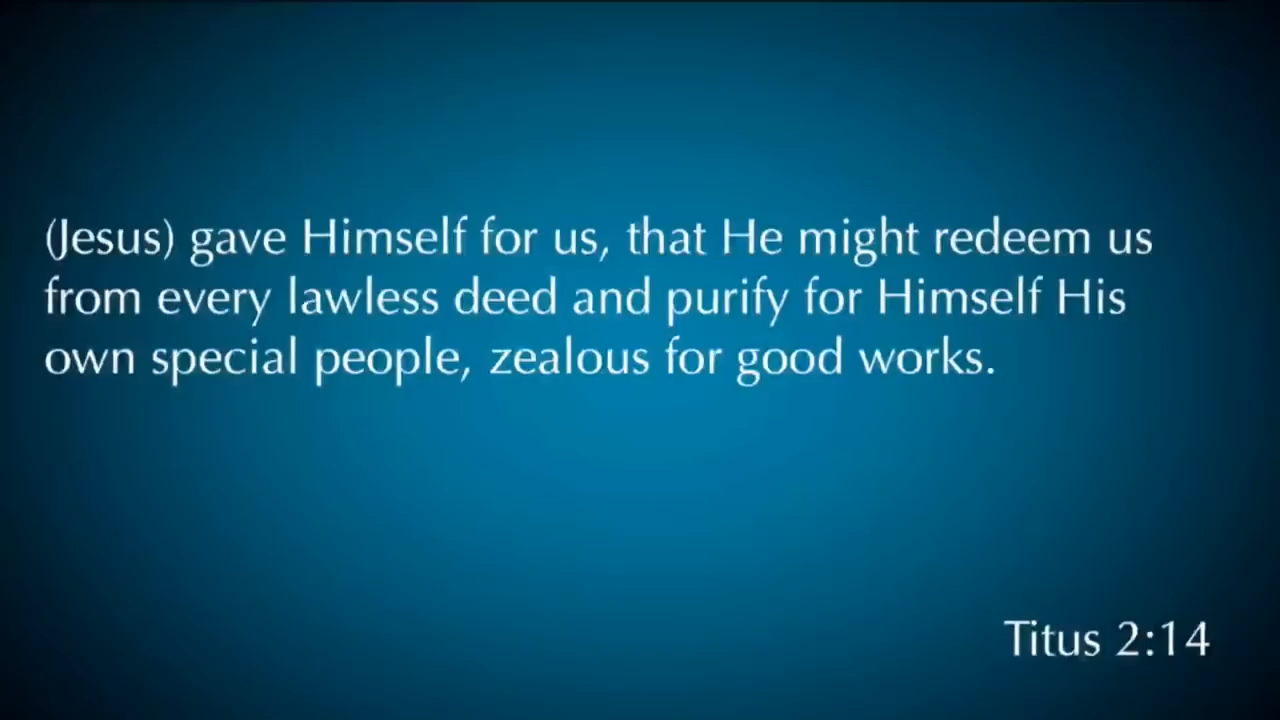 (Jesus) gave Himself for us, that He might redeem us
from every lawless deed and purify for Himself His
own special people, zealous for good works.
Titus 2:14